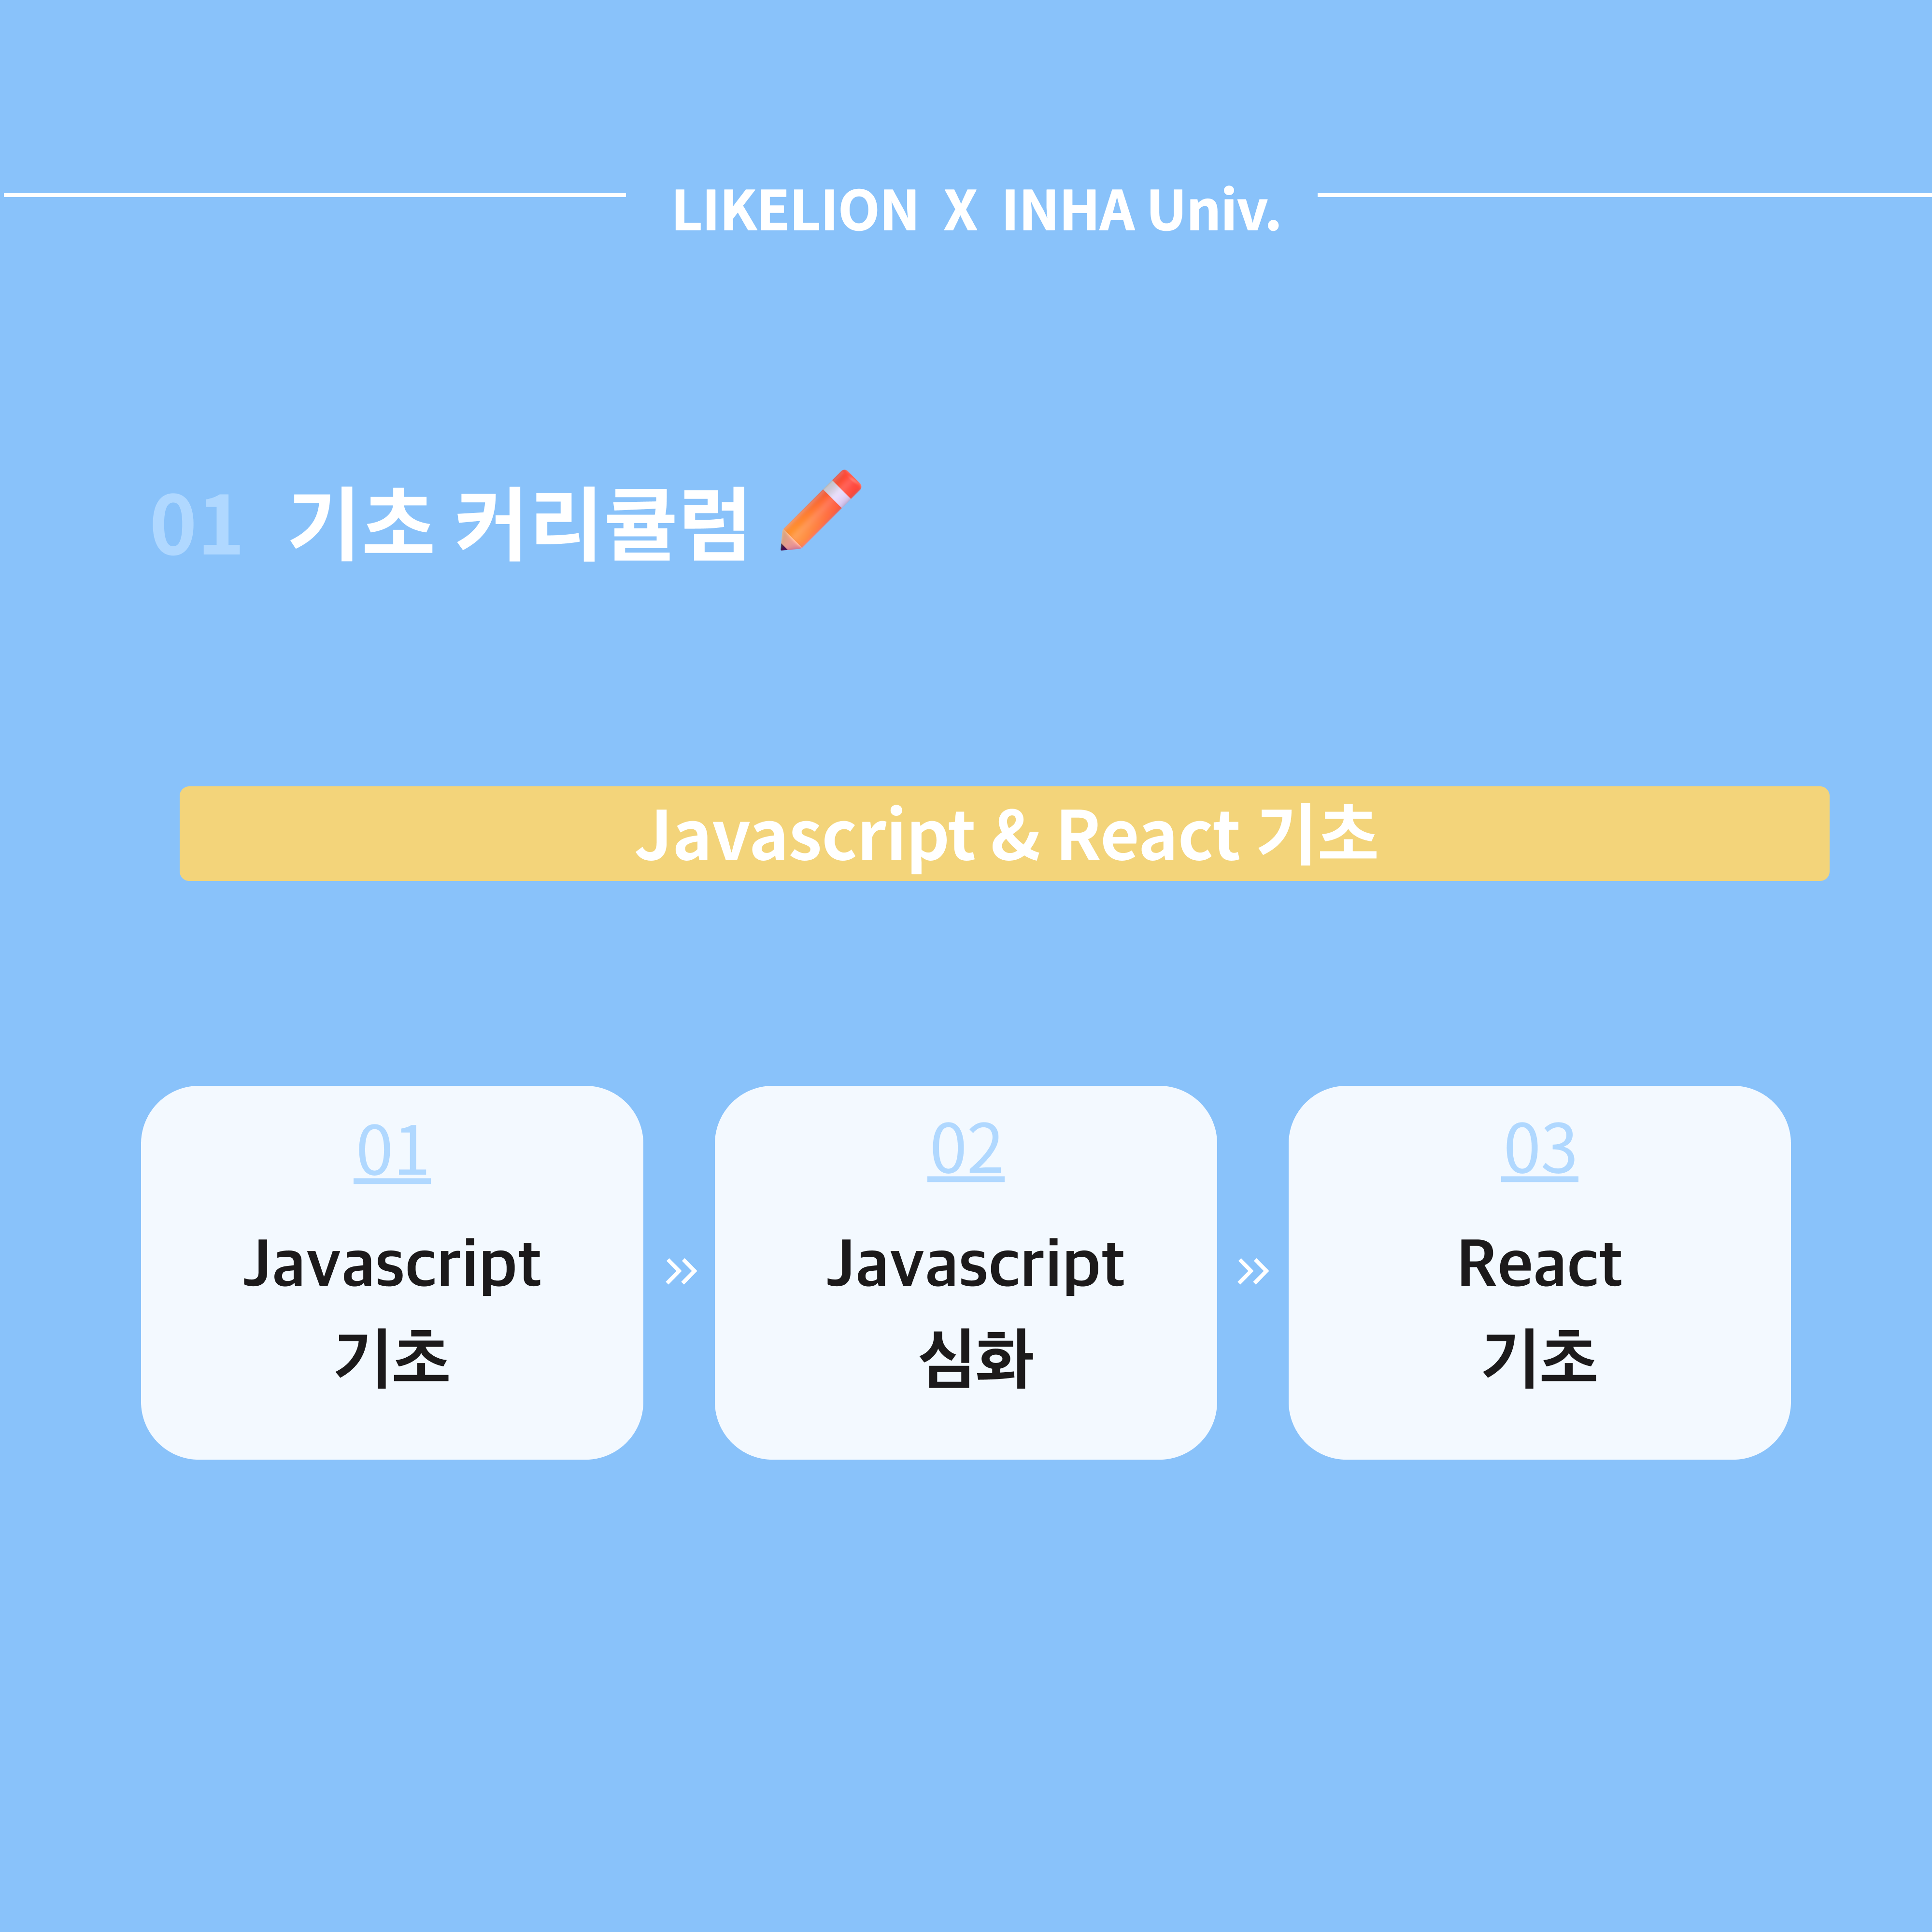 LIKELION X INHA Univ.
01 기초 커리큘럼
Javascript & React 기초
01
Javascript
기초
02
Javascript
심화
03
React
기초